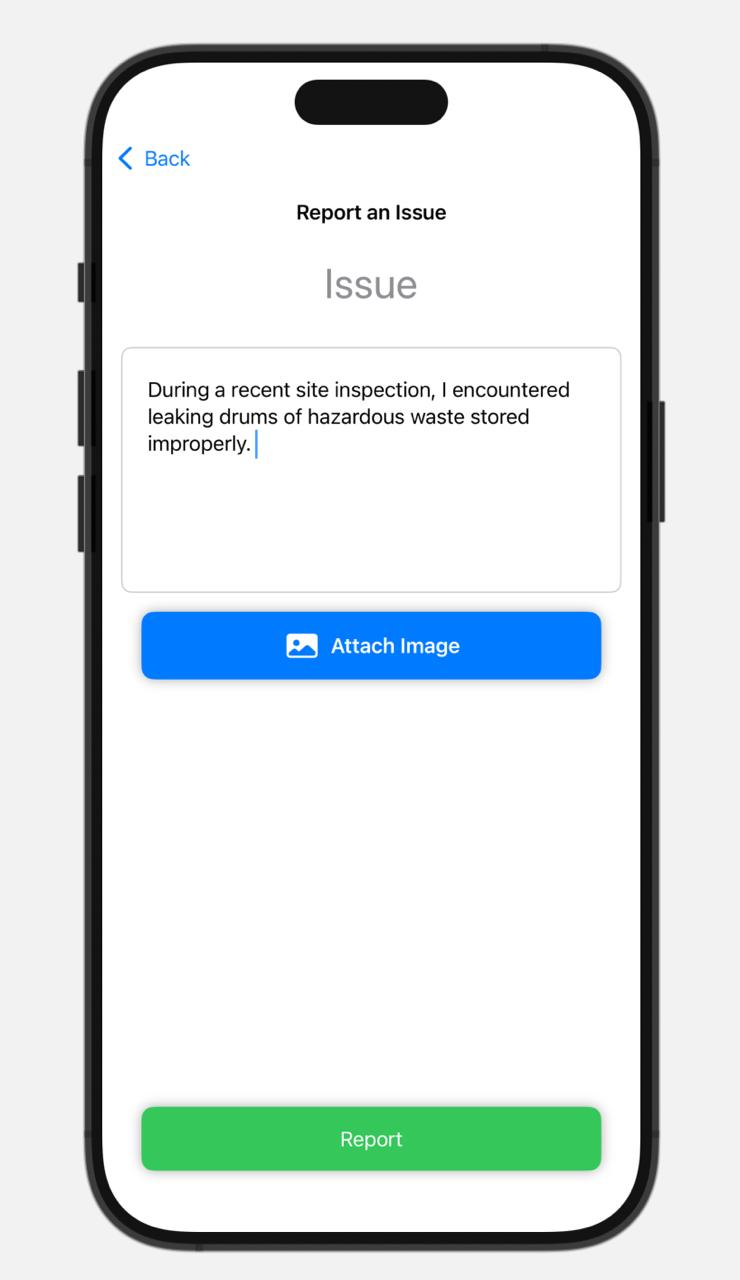 Back
Report an Issue
Issue
During a recent site inspection, I encountered
leaking drums of hazardous waste stored
improperly.
Attach Image
Report